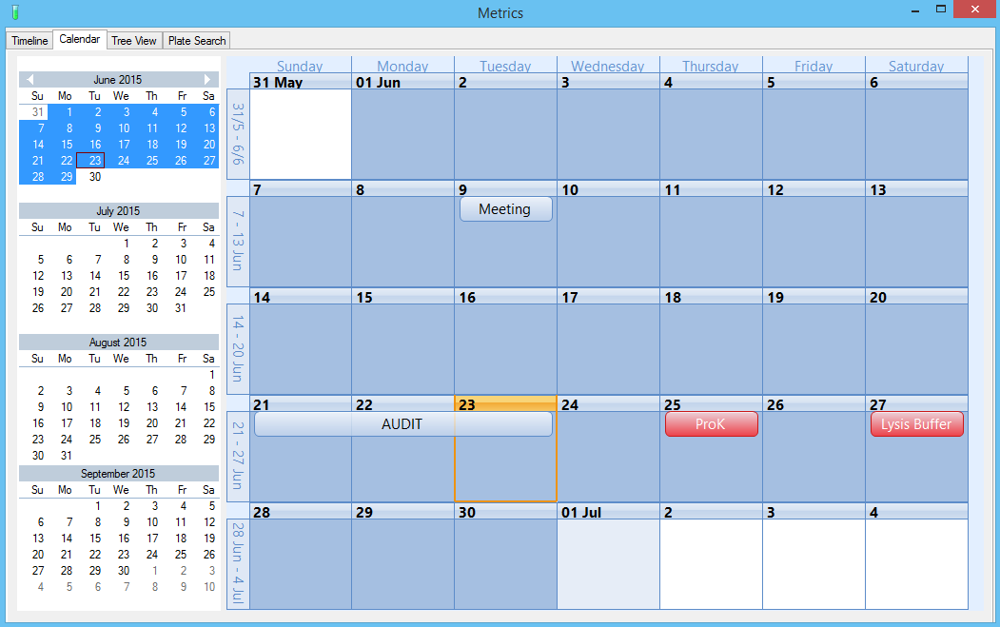 Metrics
Timeline Calendar Tree View Plate Search
June 2015
Su Mo Tu We Th Fr Sa
31 1 2 3 4 5 6
7 8 9 10 11 12 13
14 15 16 17 18 19 20
21 22 23 24 25 26 27
28 29 30
July 2015
Su Mo Tu We Th Fr Sa
1 2 3 4
5 6 7 8 9 10 11
12 13 14 15 16 17 18
19 20 21 22 23 24 25
26 27 28 29 30 31
August 2015
Su Mo Tu We Th Fr Sa
1
2 3 4 5 6 7 8
9 10 11 12 13 14 15
16 17 18 19 20 21 22
23 24 25 26 27 28 29
30 31
September 2015
Su Mo Tu We Th Fr Sa
1 2 3 4 5
6 7 8 9 10 11 12
13 14 15 16 17 18 19
20 21 22 23 24 25 26
27 28 29 30 1 2 3
4 5 6 7 8 9 10
Sunday Monday Tuesday Wednesday Thursday Friday Saturday
31/5 - 6/6
31 May 01 Jun 2 3 4 5 6
7 - 13 Jun
7 8 9 10 11 12 13
Meeting
14 - 20 Jun
14 15 16 17 18 19 20
21 - 27 Jun
21 22 23 24 25 26 27
AUDIT ProK Lysis Buffer
28 Jun - 4 Jul
28 29 30 01 Jul 2 3 4